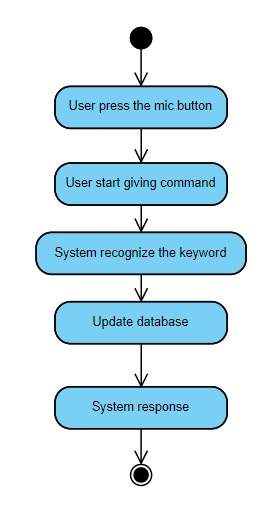 User press the mic button
User start giving command
System recognize the keyword
Update database
System response